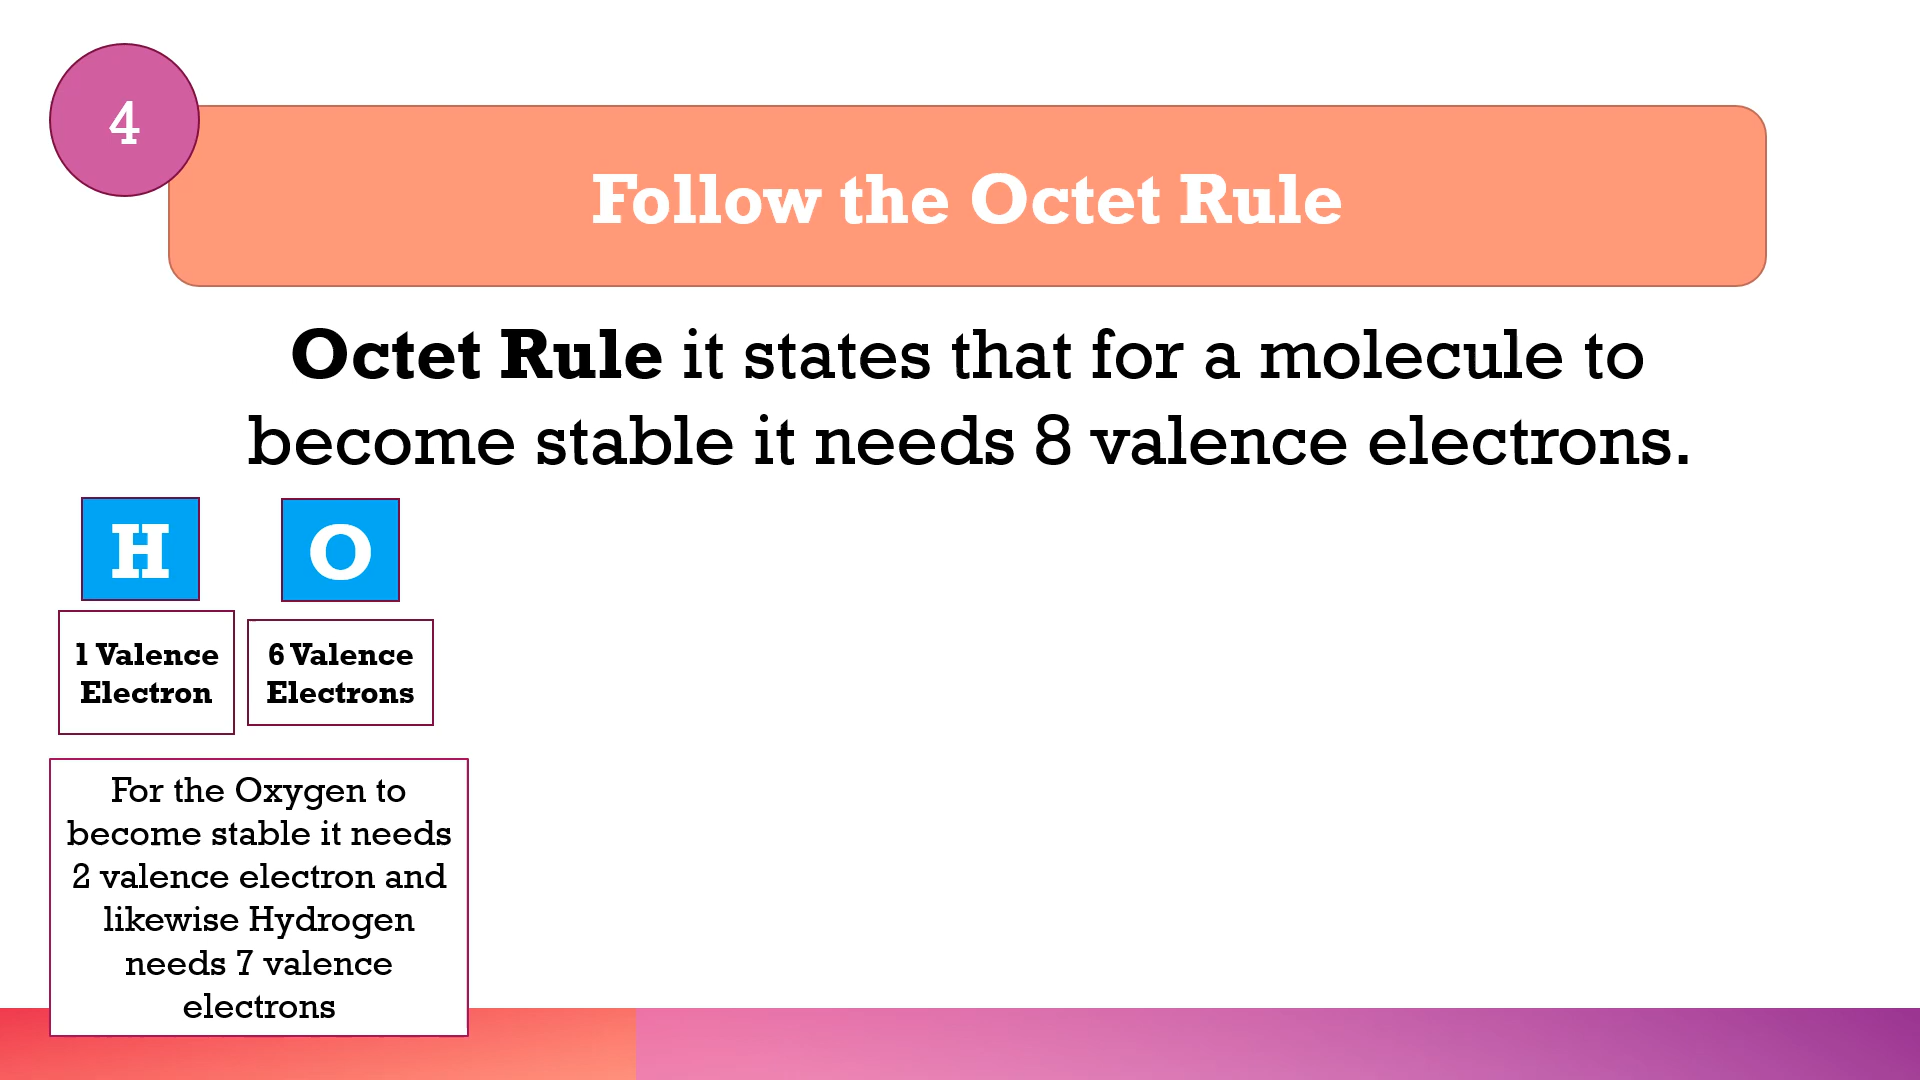 4
Follow the Octet Rule
Octet Rule it states that for a molecule to
become stable it needs 8 valence electrons.
H
O
1 Valence
Electron
6 Valence
Electrons
For the Oxygen to
become stable it needs
2 valence electron and
likewise Hydrogen
needs 7 valence
electrons